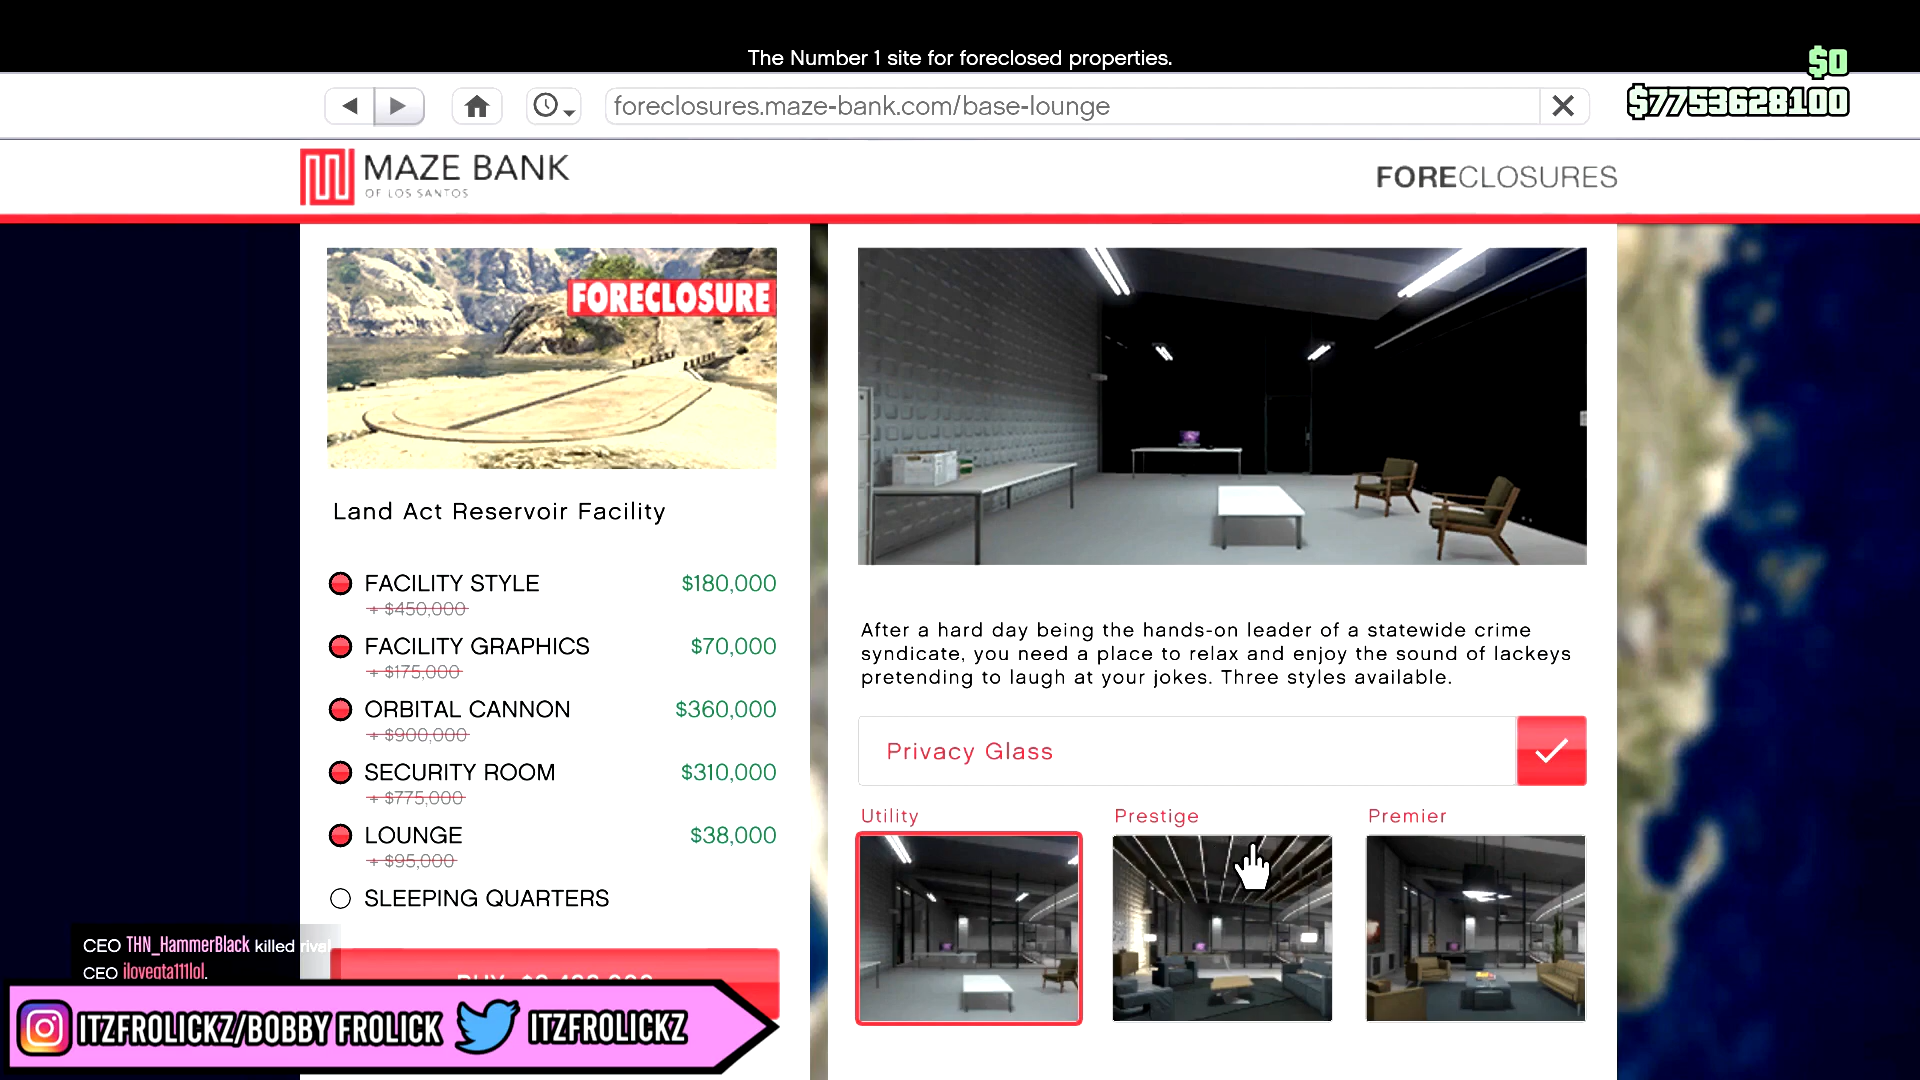 The Number 1 site for foreclosed properties.
$0
$7753628100
foreclosures.maze-bank.com/base-lounge
MAZE BANK
OF LOS SANTOS
FORECLOSURES
FORECLOSURE
Land Act Reservoir Facility
FACILITY STYLE $180,000
+ $450,000
FACILITY GRAPHICS $70,000
+ $175,000
ORBITAL CANNON $360,000
+ $900,000
SECURITY ROOM $310,000
+ $775,000
LOUNGE $38,000
+ $95,000
SLEEPING QUARTERS
After a hard day being the hands-on leader of a statewide crime
syndicate, you need a place to relax and enjoy the sound of lackeys
pretending to laugh at your jokes. Three styles available.
Privacy Glass
Utility
Prestige
Premier
CEO THN_HammerBlack killed rival
CEO ilovegta111lol.
ITZFROLICKZ/BOBBY FROLICK
ITZFROLICKZ